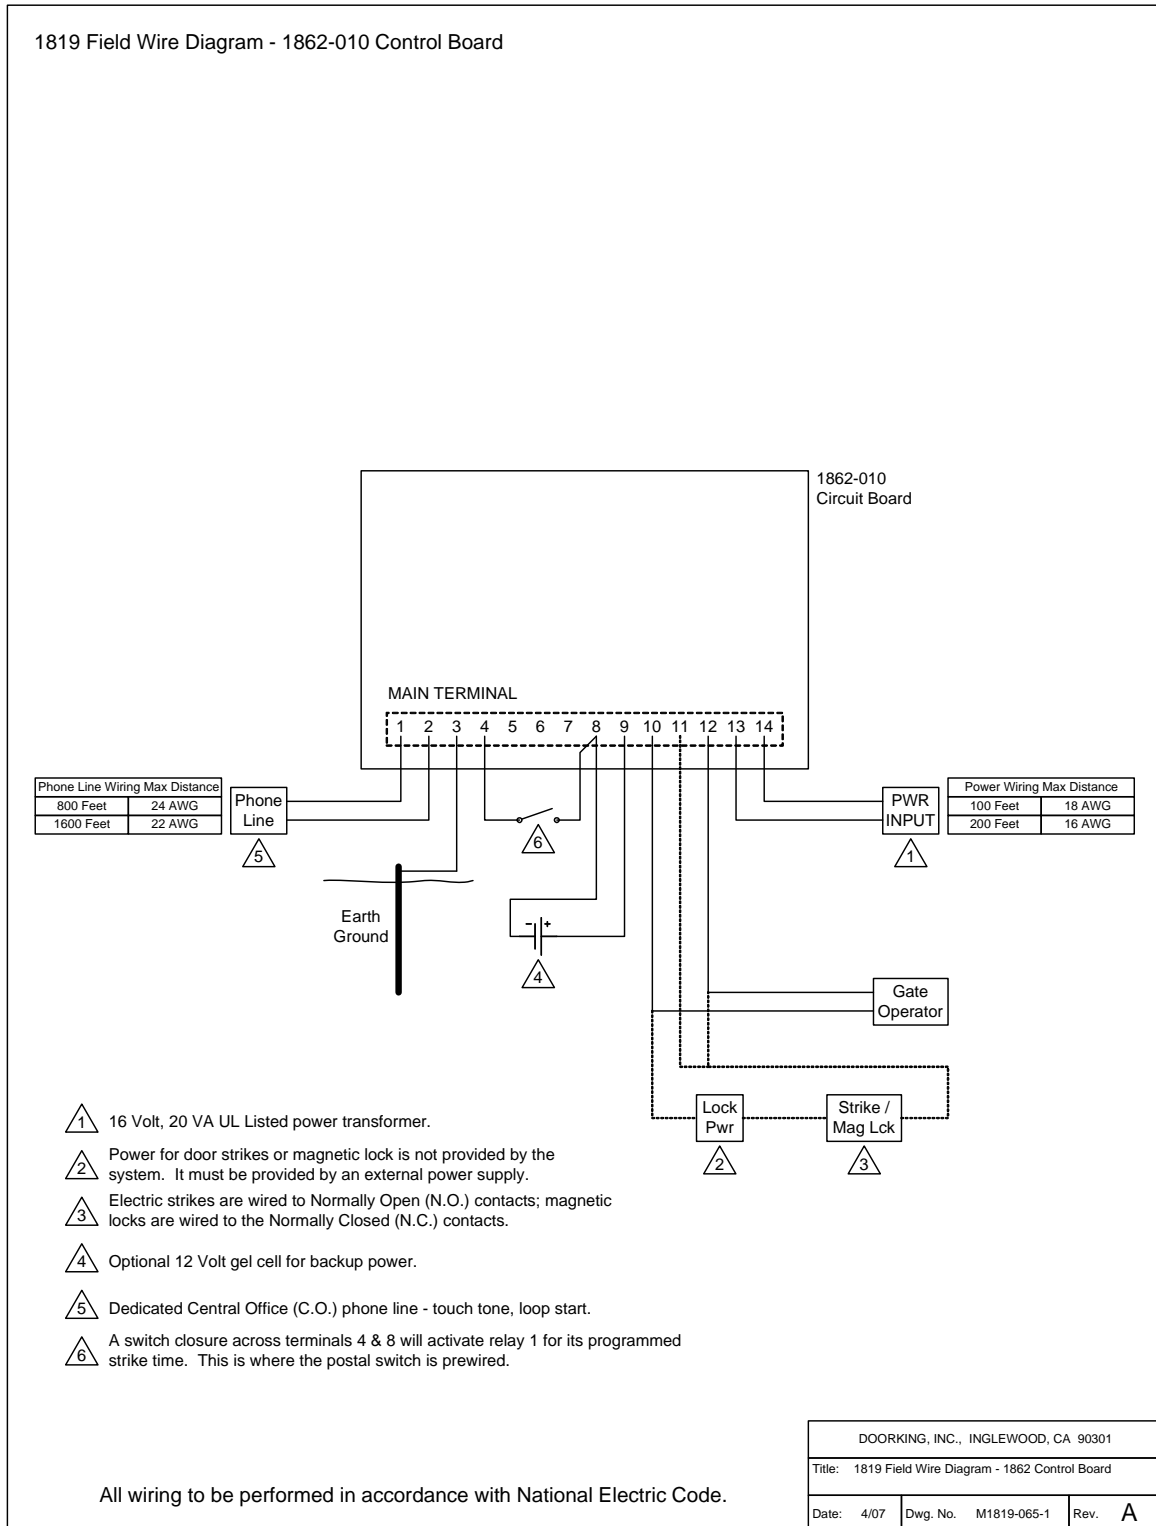 1819 Field Wire Diagram - 1862-010 Control Board
1862-010
Circuit Board
MAIN TERMINAL
1 2 3 4 5 6 7 8 9 10 11 12 13 14
Phone Line Wiring Max Distance
800 Feet 24 AWG
1600 Feet 22 AWG
Phone
Line
5
6
PWR
INPUT
1
Power Wiring Max Distance
100 Feet 18 AWG
200 Feet 16 AWG
Earth
Ground
- +
4
Gate
Operator
Lock
Pwr
2
Strike /
Mag Lck
3
1 16 Volt, 20 VA UL Listed power transformer.
2 Power for door strikes or magnetic lock is not provided by the
system. It must be provided by an external power supply.
3 Electric strikes are wired to Normally Open (N.O.) contacts; magnetic
locks are wired to the Normally Closed (N.C.) contacts.
4 Optional 12 Volt gel cell for backup power.
5 Dedicated Central Office (C.O.) phone line - touch tone, loop start.
6 A switch closure across terminals 4 & 8 will activate relay 1 for its programmed
strike time. This is where the postal switch is prewired.
All wiring to be performed in accordance with National Electric Code.
DOORKING, INC., INGLEWOOD, CA 90301
Title: 1819 Field Wire Diagram - 1862 Control Board
Date: 4/07 Dwg. No. M1819-065-1 Rev. A